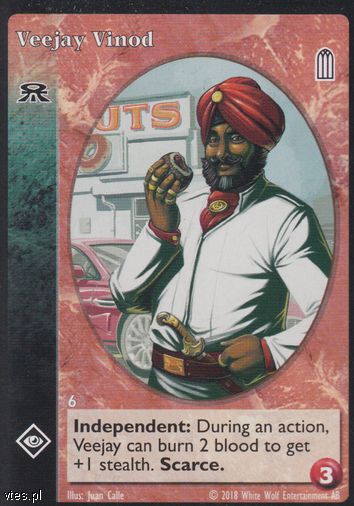 Veejay Vinod
UTS
6
Independent: During an action,
Veejay can burn 2 blood to get
+1 stealth. Scarce.
3
vtes.pl
Illus: Juan Calle
© 2018 White Wolf Entertainment AB